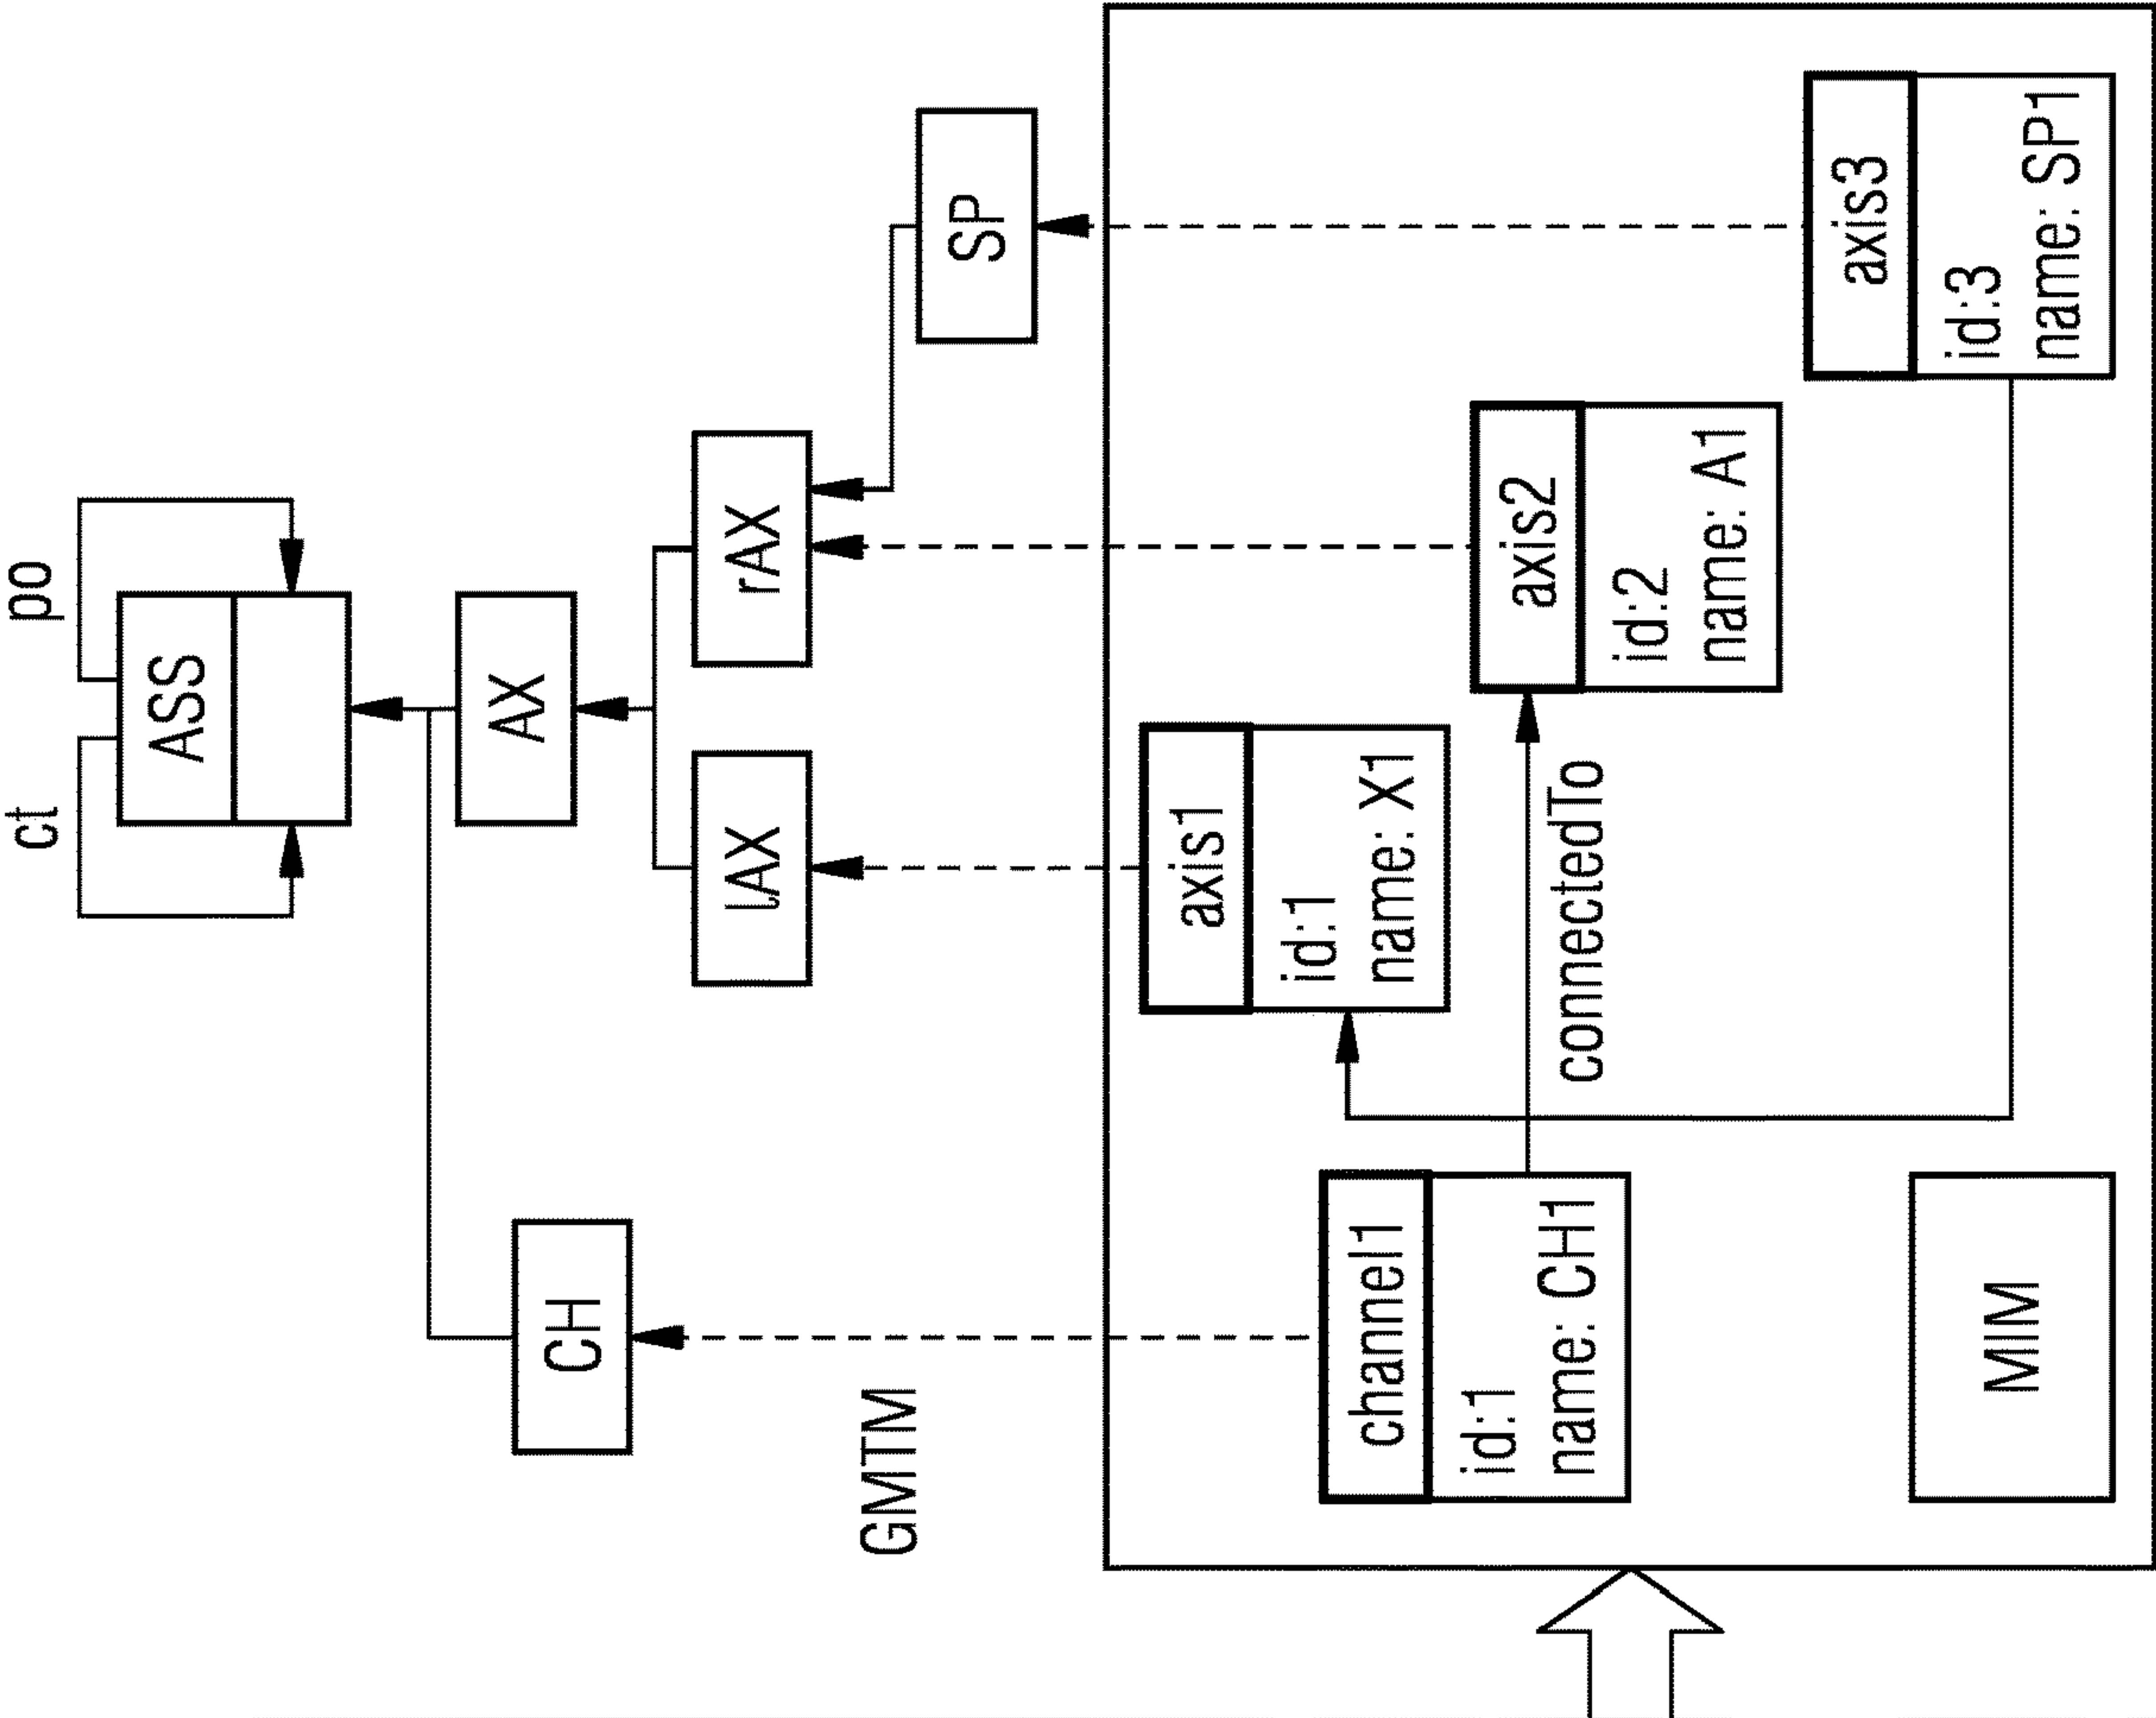 ct
po
ASS
AX
CH
lAX
rAX
SP
GMTM
axis1
id:1
name: X1
channel1
id:1
name: CH1
connectedTo
axis2
id:2
name: A1
axis3
id:3
name: SP1
MIM